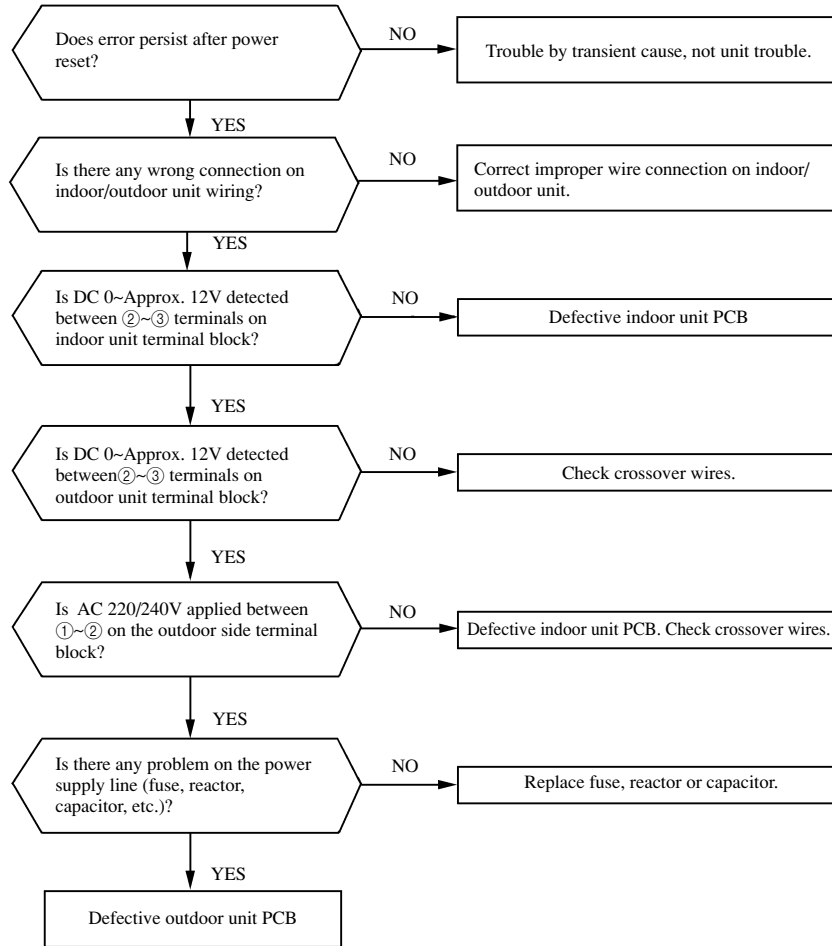 Does error persist after power
reset?
NO
Trouble by transient cause, not unit trouble.
YES
Is there any wrong connection on
indoor/outdoor unit wiring?
NO
Correct improper wire connection on indoor/
outdoor unit.
YES
Is DC 0~Approx. 12V detected
between ②~③ terminals on
indoor unit terminal block?
NO
Defective indoor unit PCB
YES
Is DC 0~Approx. 12V detected
between②~③ terminals on
outdoor unit terminal block?
NO
Check crossover wires.
YES
Is AC 220/240V applied between
①~② on the outdoor side terminal
block?
NO
Defective indoor unit PCB. Check crossover wires.
YES
Is there any problem on the power
supply line (fuse, reactor,
capacitor, etc.)?
NO
Replace fuse, reactor or capacitor.
YES
Defective outdoor unit PCB